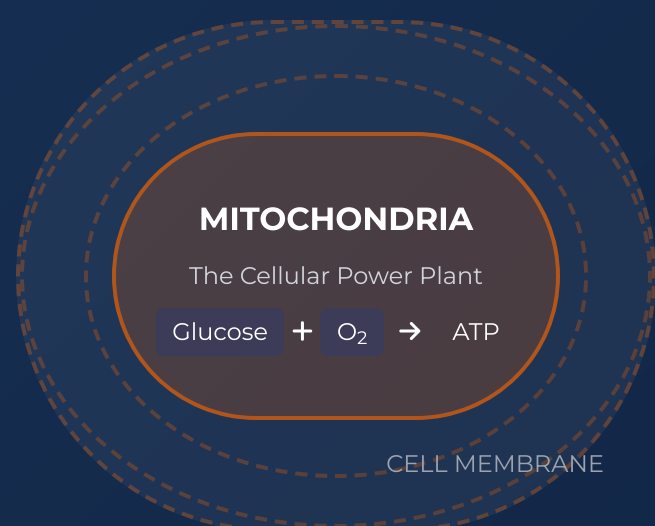 MITOCHONDRIA
The Cellular Power Plant
Glucose + O₂ → ATP
CELL MEMBRANE